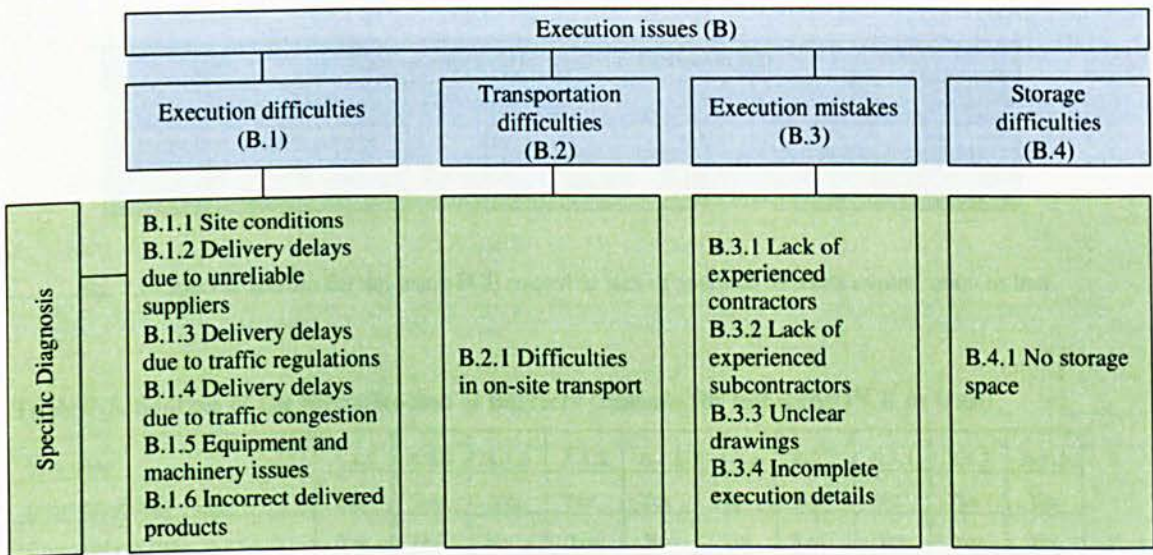 Execution issues (B)
Execution difficulties
(B.1)
Transportation
difficulties
(B.2)
Execution mistakes
(B.3)
Storage
difficulties
(B.4)
Specific Diagnosis
B.1.1 Site conditions
B.1.2 Delivery delays
due to unreliable
suppliers
B.1.3 Delivery delays
due to traffic regulations
B.1.4 Delivery delays
due to traffic congestion
B.1.5 Equipment and
machinery issues
B.1.6 Incorrect delivered
products
B.2.1 Difficulties
in on-site transport
B.3.1 Lack of
experienced
contractors
B.3.2 Lack of
experienced
subcontractors
B.3.3 Unclear
drawings
B.3.4 Incomplete
execution details
B.4.1 No storage
space